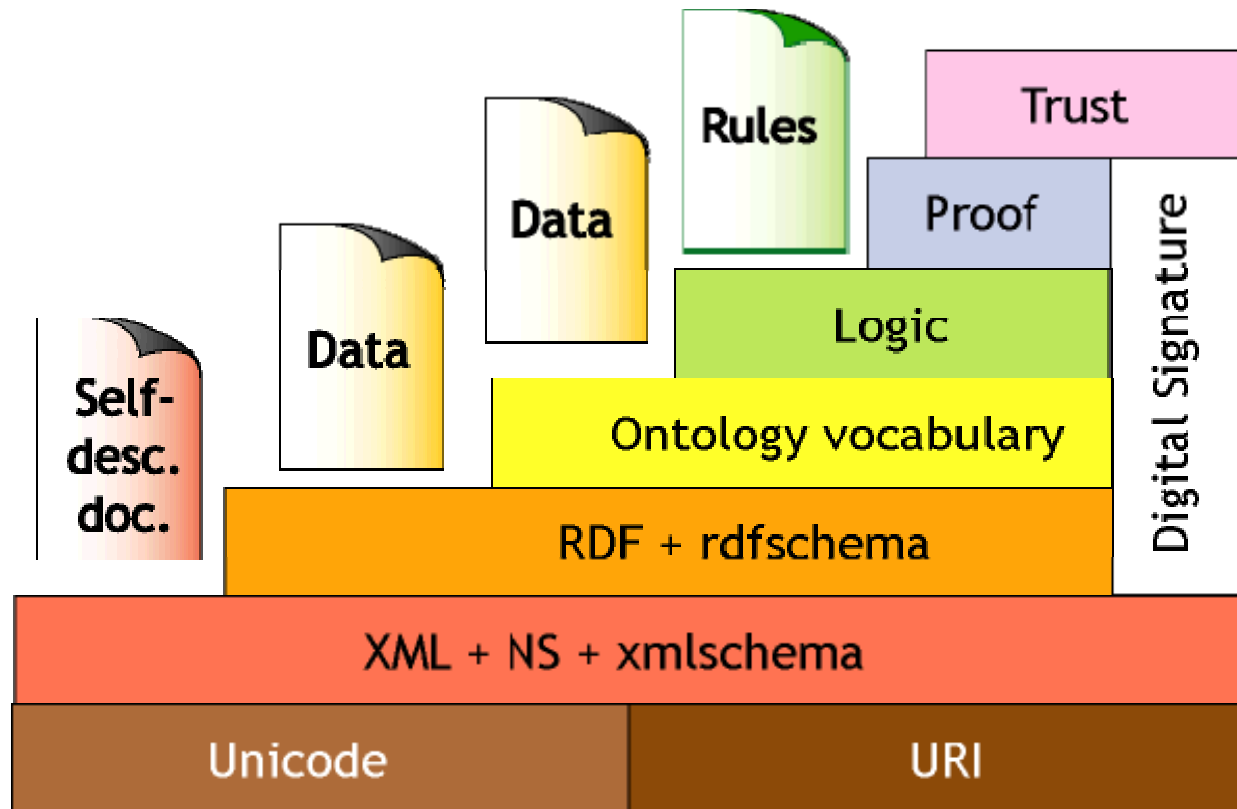 Rules
Trust
Data
Proof
Data
Logic
Self-
desc.
doc.
Ontology vocabulary
Digital Signature
RDF + rdfschema
XML + NS + xmlschema
Unicode
URI